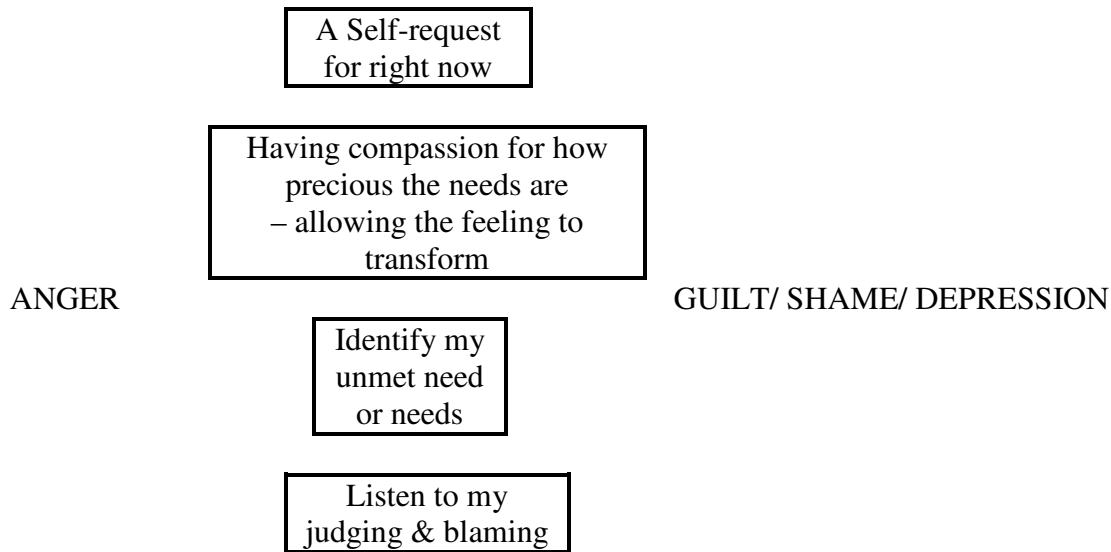 A Self-request
for right now
Having compassion for how
precious the needs are
– allowing the feeling to
transform
ANGER
GUILT/ SHAME/ DEPRESSION
Identify my
unmet need
or needs
Listen to my
judging & blaming